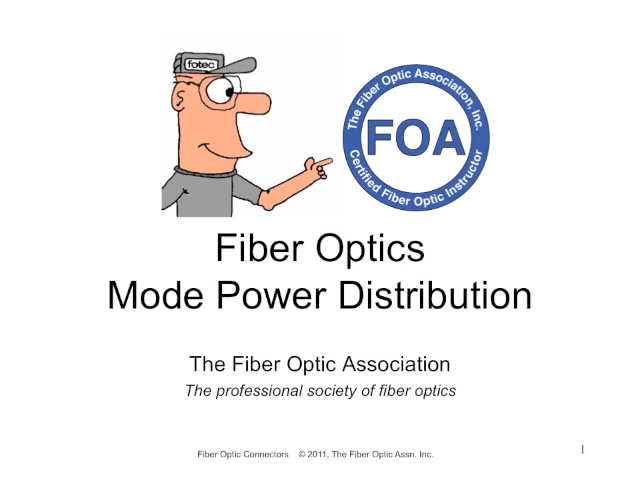 fotec
The Fiber Optic Association, Inc.
FOA
Certified Fiber Optic Instructor
Fiber Optics
Mode Power Distribution
The Fiber Optic Association
The professional society of fiber optics
Fiber Optic Connectors © 2011, The Fiber Optic Assn. Inc.
1